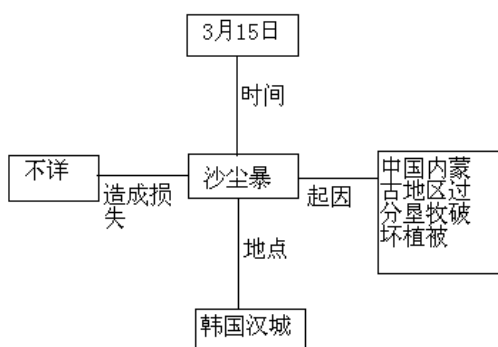 3月15日
时间
不详
造成损
失
沙尘暴
起因
中国内蒙
古地区过
分垦牧破
坏植被
地点
韩国汉城